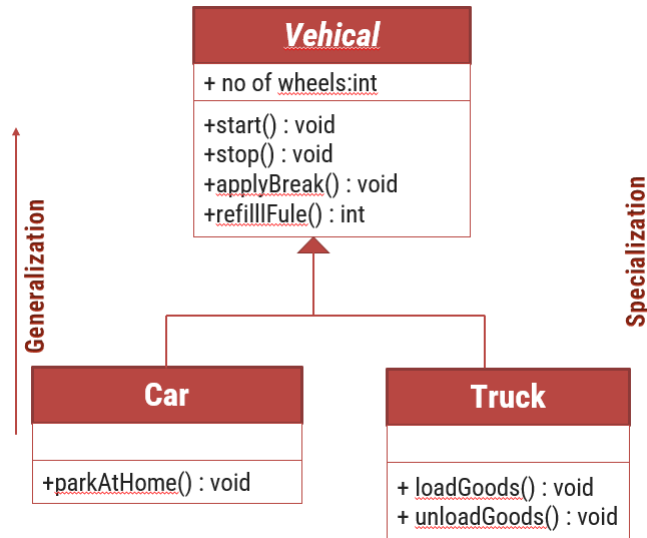 Vehical
+ no of wheels:int
+start() : void
+stop() : void
+applyBreak() : void
+refilllFule() : int
Generalization
Specialization
Car
+parkAtHome() : void
Truck
+ loadGoods() : void
+ unloadGoods() : void